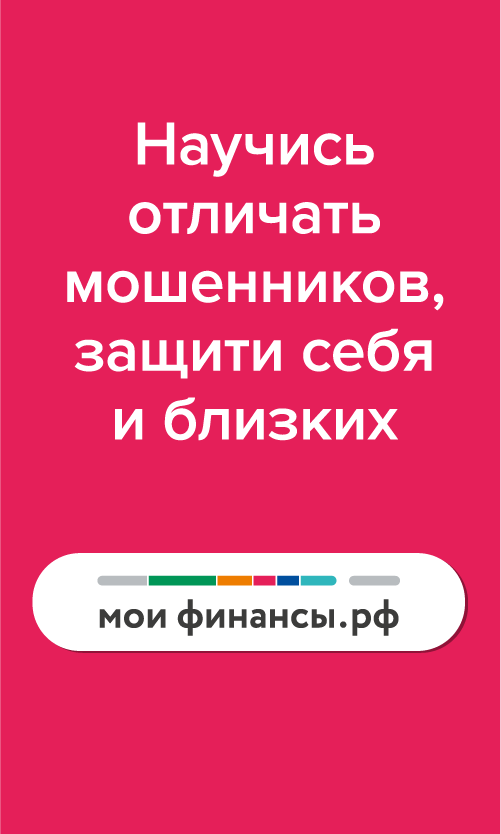 Научись
отличать
мошенников,
защити себя
и близких
мои финансы.рф